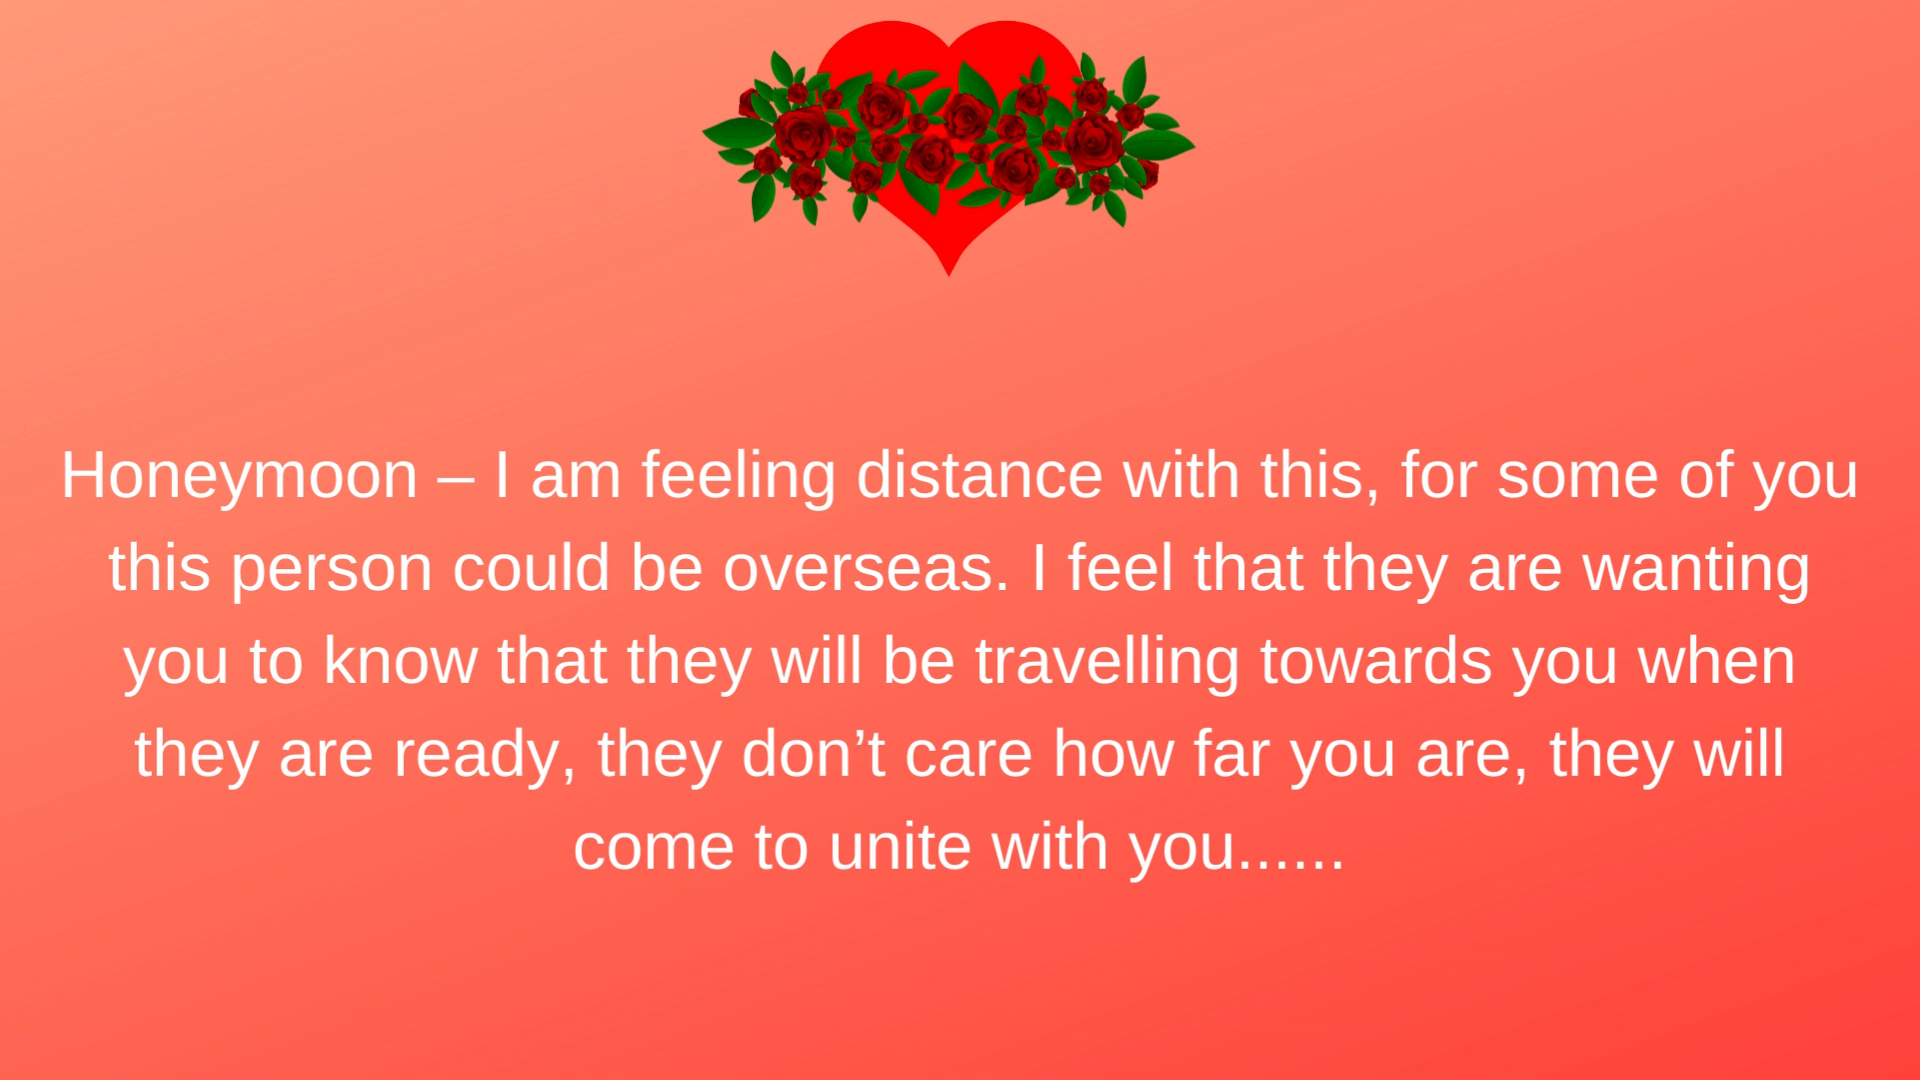 Honeymoon – I am feeling distance with this, for some of you
this person could be overseas. I feel that they are wanting
you to know that they will be travelling towards you when
they are ready, they don’t care how far you are, they will
come to unite with you......